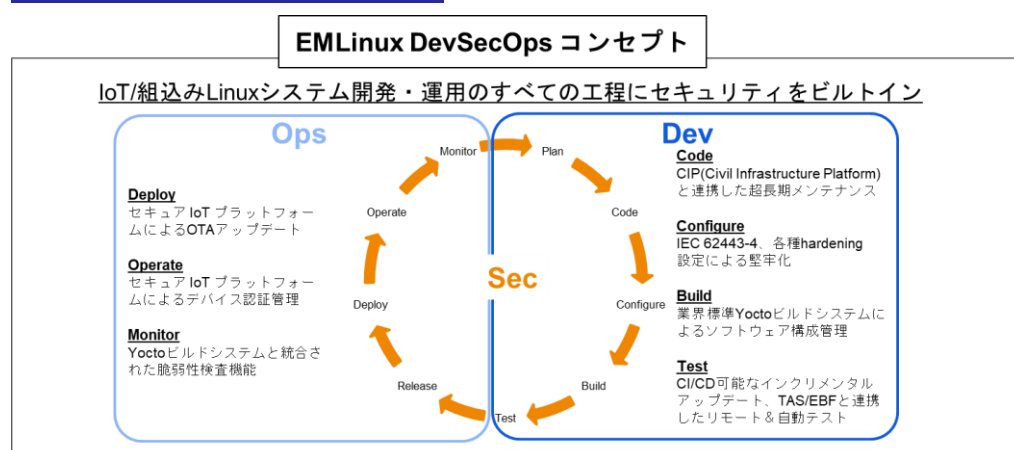 EMLinux DevSecOps コンセプト
IoT/組込みLinuxシステム開発・運用のすべての工程にセキュリティをビルトイン
Ops
Deploy
セキュア IoT プラットフォー
ムによるOTAアップデート
Operate
セキュア IoT プラットフォー
ムによるデバイス認証管理
Monitor
Yoctoビルドシステムと統合さ
れた脆弱性検査機能
Monitor
Plan
Operate
Code
Sec
Deploy
Configure
Release
Build
Test
Dev
Code
CIP(Civil Infrastructure Platform)
と連携した超長期メンテナンス
Configure
IEC 62443-4、各種hardening
設定による堅牢化
Build
業界標準Yoctoビルドシステムに
よるソフトウェア構成管理
Test
CI/CD可能なインクリメンタル
アップデート、TAS/EBFと連携
したリモート＆自動テスト